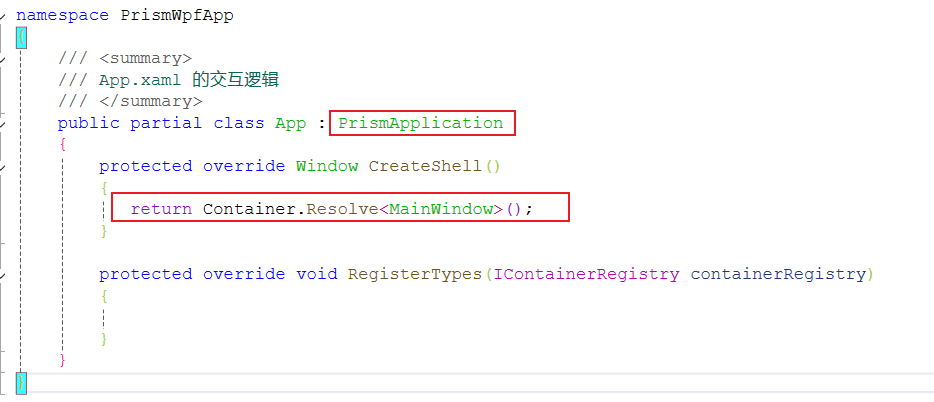 namespace PrismWpfApp
{
/// <summary>
/// App.xaml 的交互逻辑
/// </summary>
public partial class App : PrismApplication
{
protected override Window CreateShell()
{
return Container.Resolve<MainWindow>();
}
protected override void RegisterTypes(IContainerRegistry containerRegistry)
{
}
}
}